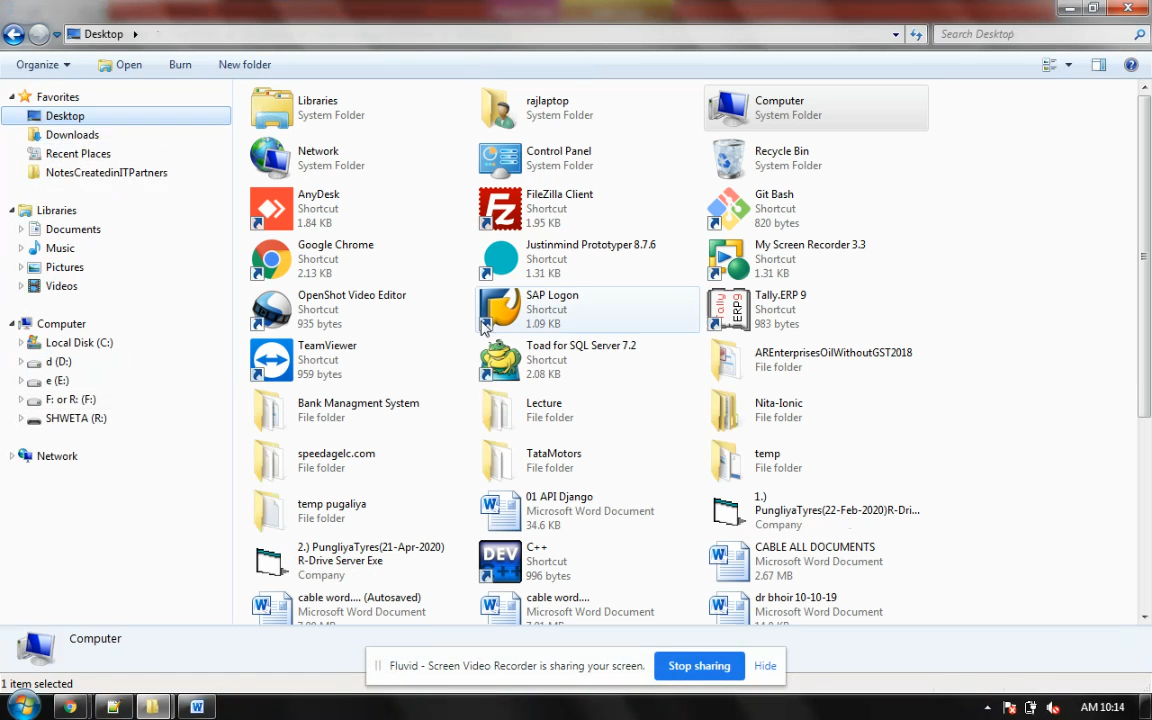 Desktop
Search Desktop
Organize
Open
Burn
New folder
Favorites
Desktop
Downloads
Recent Places
NotesCreatedinITPartners
Libraries
Documents
Music
Pictures
Videos
Computer
Local Disk (C:)
d (D:)
e (E:)
F: or R: (F:)
SHWETA (R:)
Network
Libraries
System Folder
rajlaptop
System Folder
Computer
System Folder
Network
System Folder
Control Panel
System Folder
Recycle Bin
System Folder
AnyDesk
Shortcut
1.84 KB
FileZilla Client
Shortcut
1.95 KB
Git Bash
Shortcut
820 bytes
Google Chrome
Shortcut
2.13 KB
Justinmind Prototyper 8.7.6
Shortcut
1.31 KB
My Screen Recorder 3.3
Shortcut
1.31 KB
OpenShot Video Editor
Shortcut
935 bytes
SAP Logon
Shortcut
1.09 KB
Tally ERP9
Tally.ERP 9
Shortcut
983 bytes
TeamViewer
Shortcut
959 bytes
Toad for SQL Server 7.2
Shortcut
2.08 KB
AREnterprisesOilWithoutGST2018
File folder
Bank Managment System
File folder
Lecture
File folder
Nita-Ionic
File folder
speedagelc.com
File folder
TataMotors
File folder
temp
File folder
temp pugaliya
File folder
01 API Django
Microsoft Word Document
34.6 KB
1.)
PungliyaTyres(22-Feb-2020)R-Dri...
Company
2.) PungliyaTyres(21-Apr-2020)
R-Drive Server Exe
Company
DEV
C++
Shortcut
996 bytes
CABLE ALL DOCUMENTS
Microsoft Word Document
2.67 MB
cable word.... (Autosaved)
Microsoft Word Document
cable word....
Microsoft Word Document
dr bhoir 10-10-19
Microsoft Word Document
Computer
Fluvid - Screen Video Recorder is sharing your screen.
Stop sharing
Hide
1 item selected
AM 10:14